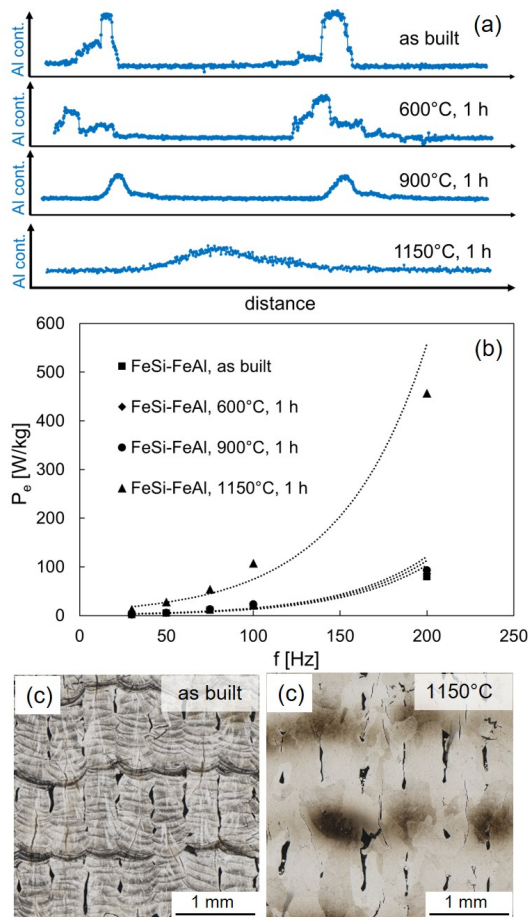 (a)
Al cont.
as built
Al cont.
600°C, 1 h
Al cont.
900°C, 1 h
Al cont.
1150°C, 1 h
distance
600
(b)
500
400
300
200
100
0
Pe [W/kg]
FeSi-FeAl, as built
FeSi-FeAl, 600°C, 1 h
FeSi-FeAl, 900°C, 1 h
FeSi-FeAl, 1150°C, 1 h
0 50 100 150 200 250
f [Hz]
(c) as built
1 mm
(c) 1150°C
1 mm